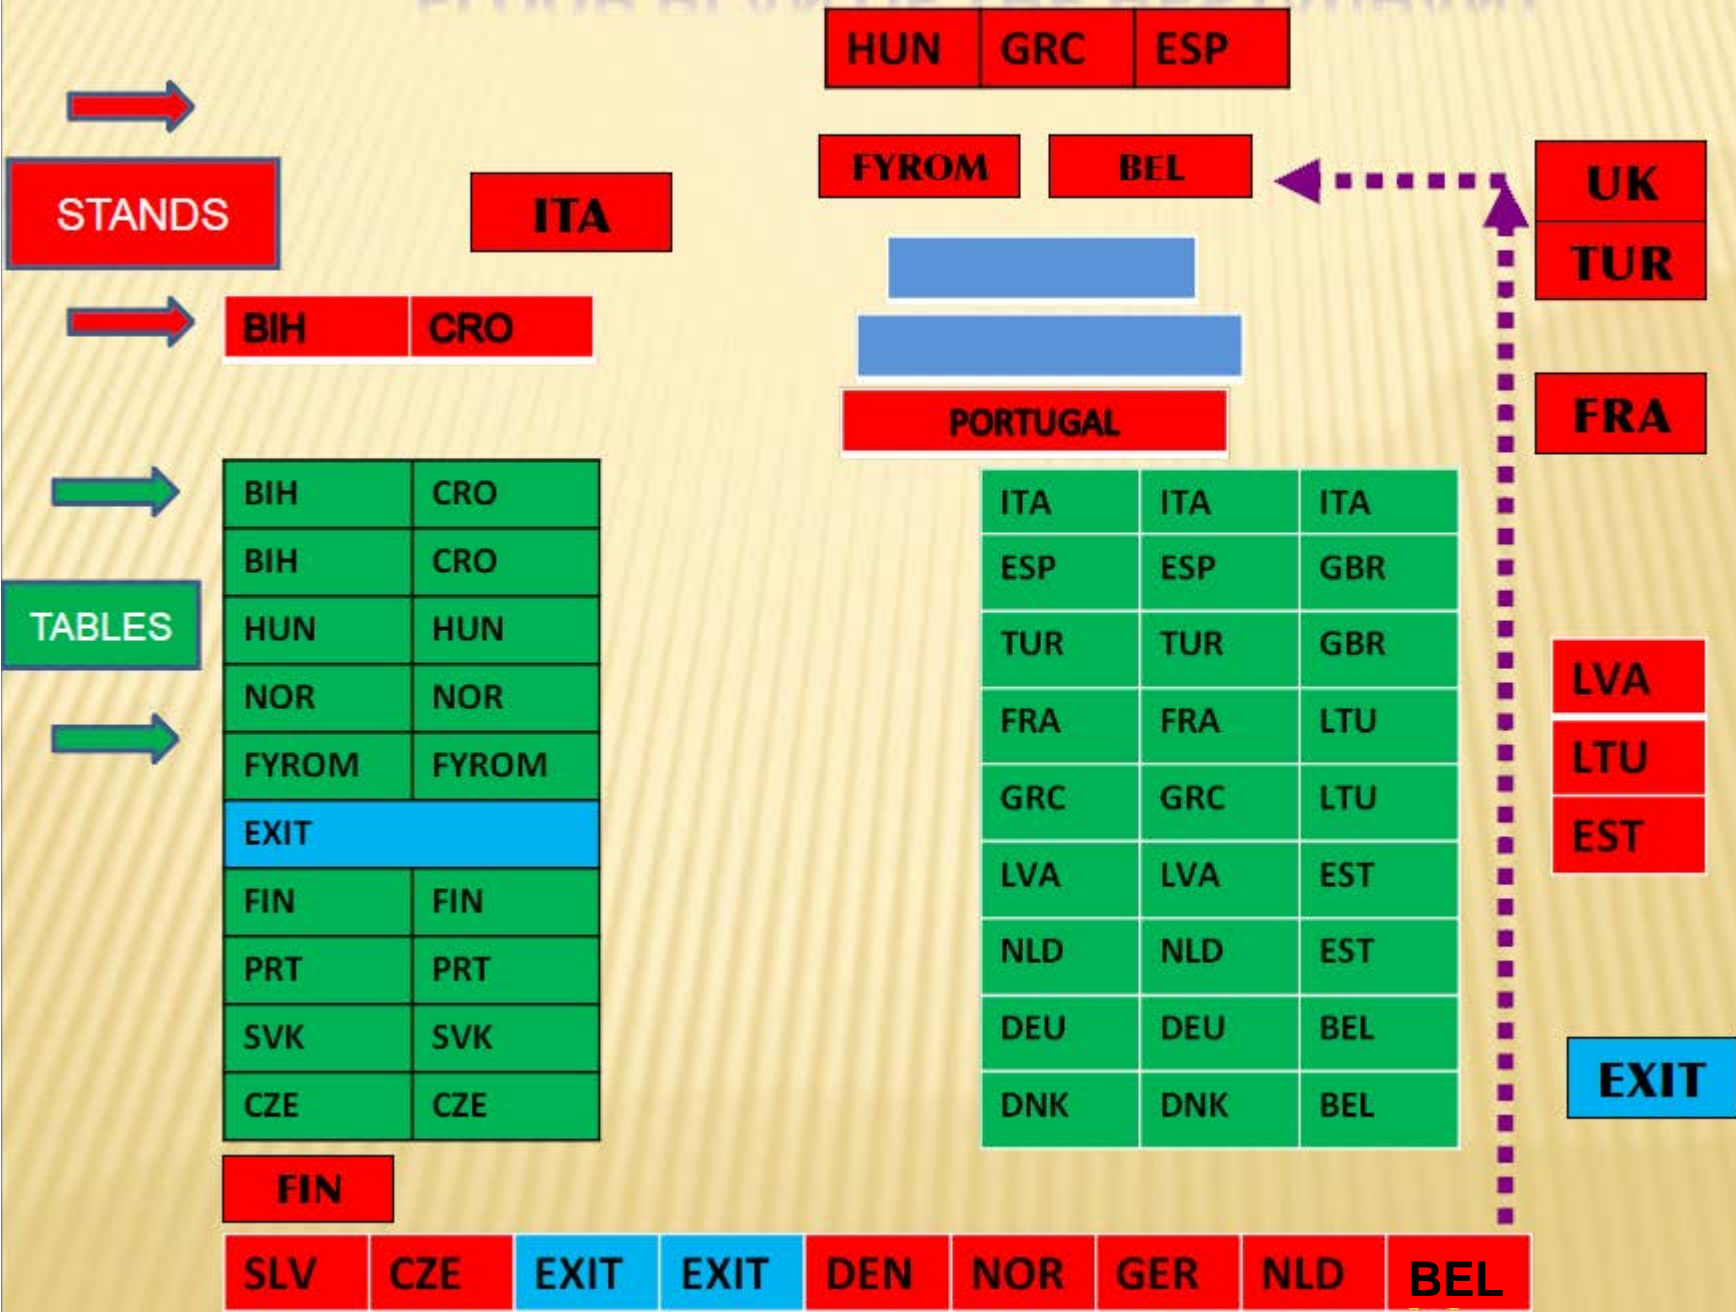 HUN GRC ESP
FYROM BEL
UK
STANDS
ITA
TUR
BIH CRO
PORTUGAL
FRA
BIH CRO
BIH CRO
HUN HUN
NOR NOR
FYROM FYROM
EXIT
FIN FIN
PRT PRT
SVK SVK
CZE CZE
TABLES
ITA ITA ITA
ESP ESP GBR
TUR TUR GBR
FRA FRA LTU
GRC GRC LTU
LVA LVA EST
NLD NLD EST
DEU DEU BEL
DNK DNK BEL
LVA
LTU
EST
EXIT
FIN
SLV CZE EXIT EXIT DEN NOR GER NLD BEL